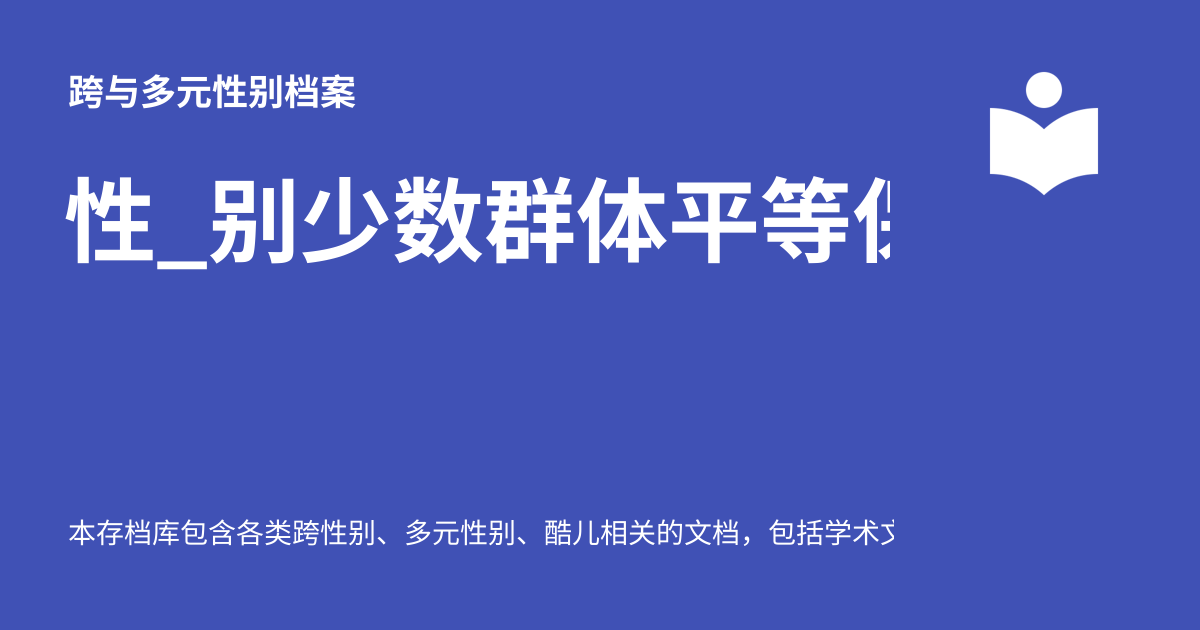 跨与多元性别档案
性_别少数群体平等
本存档库包含各类跨性别、多元性别、酷儿相关的文档，包括学术